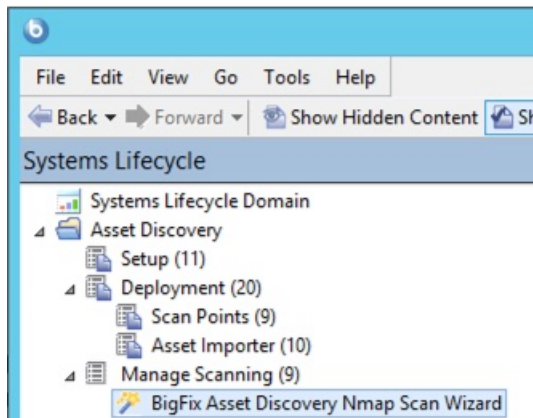 File Edit View Go Tools Help
Back Forward Show Hidden Content
Systems Lifecycle
Systems Lifecycle Domain
Asset Discovery
Setup (11)
Deployment (20)
Scan Points (9)
Asset Importer (10)
Manage Scanning (9)
BigFix Asset Discovery Nmap Scan Wizard